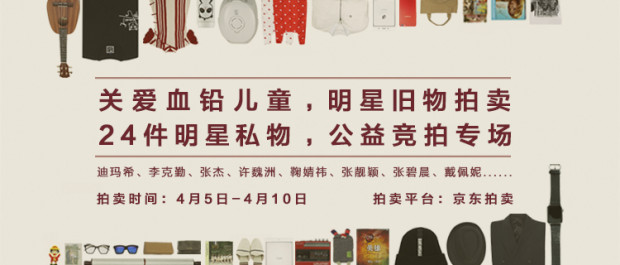 关爱血铅儿童，明星旧物拍卖
24件明星私物，公益竞拍专场
迪玛希、李克勤、张杰、许魏洲、鞠婧祎、张靓颖、张碧晨、戴佩妮......
拍卖时间：4月5日-4月10日 拍卖平台：京东拍卖